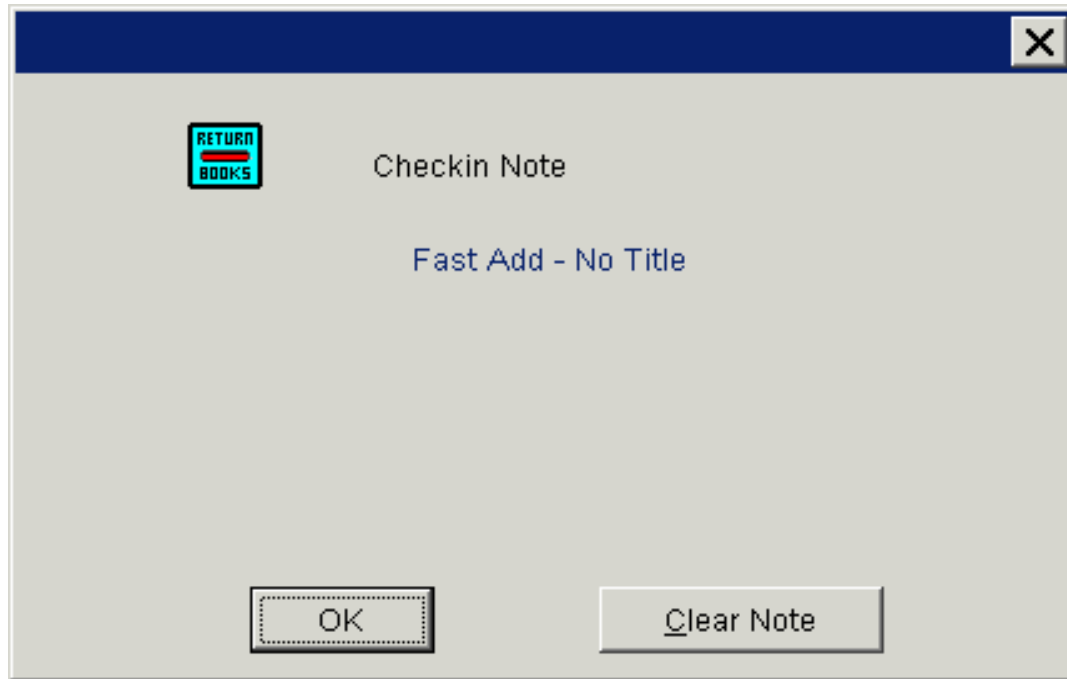 RETURN
BOOKS
Checkin Note
Fast Add - No Title
OK
Clear Note